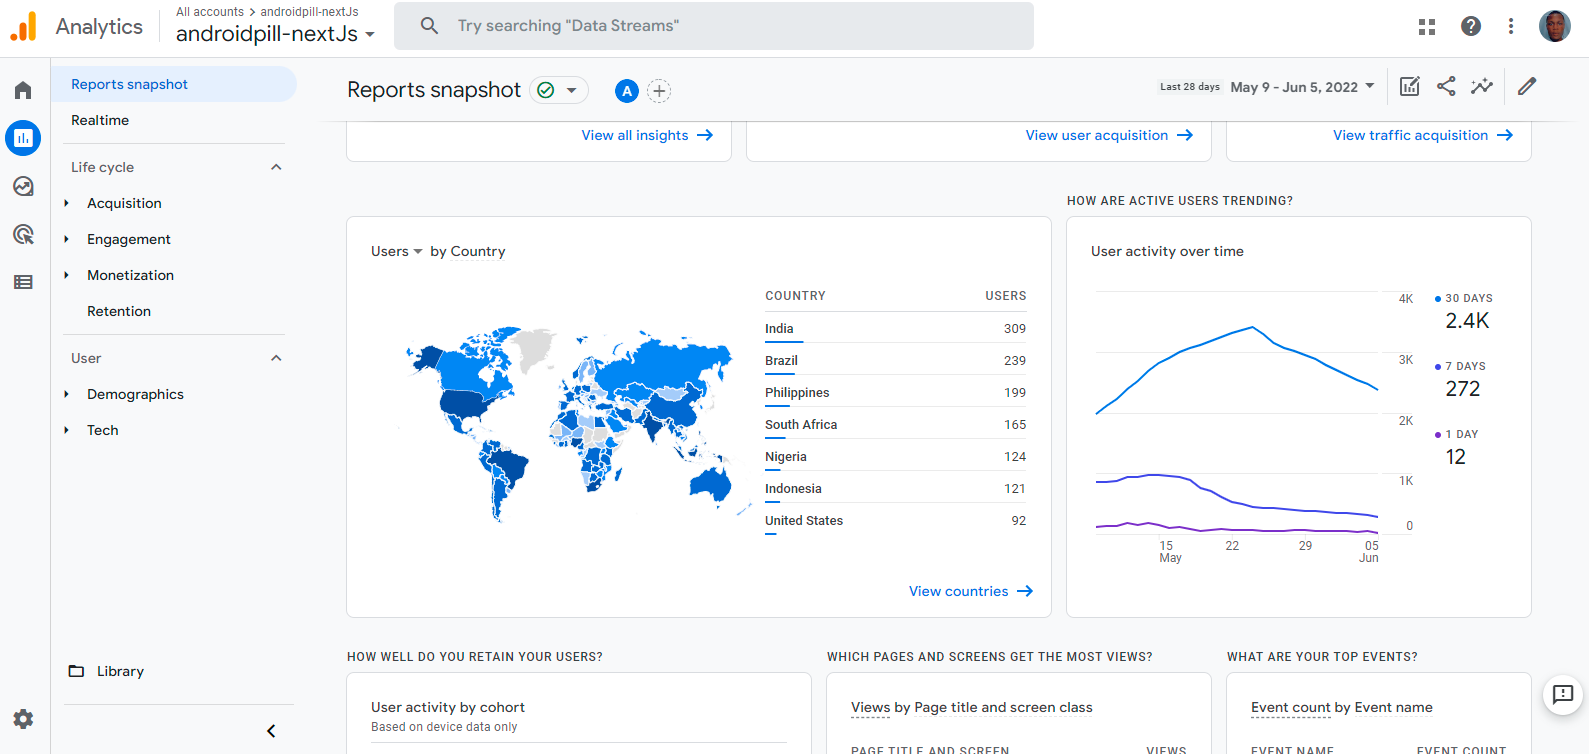 Analytics
All accounts > androidpill-nextJs
androidpill-nextJs
Try searching "Data Streams"
Reports snapshot
Realtime
Life cycle
Acquisition
Engagement
Monetization
Retention
User
Demographics
Tech
Library
Reports snapshot
A
Last 28 days May 9 - Jun 5, 2022
View all insights
View user acquisition
View traffic acquisition
Users by Country
COUNTRY USERS
India 309
Brazil 239
Philippines 199
South Africa 165
Nigeria 124
Indonesia 121
United States 92
View countries
HOW ARE ACTIVE USERS TRENDING?
User activity over time
4K
3K
2K
1K
0
15 May
22
29
05 Jun
30 DAYS
2.4K
7 DAYS
272
1 DAY
12
HOW WELL DO YOU RETAIN YOUR USERS?
User activity by cohort
Based on device data only
WHICH PAGES AND SCREENS GET THE MOST VIEWS?
Views by Page title and screen class
PAGE TITLE AND SCREEN VIEWS
WHAT ARE YOUR TOP EVENTS?
Event count by Event name
EVENT NAME EVENT COUNT